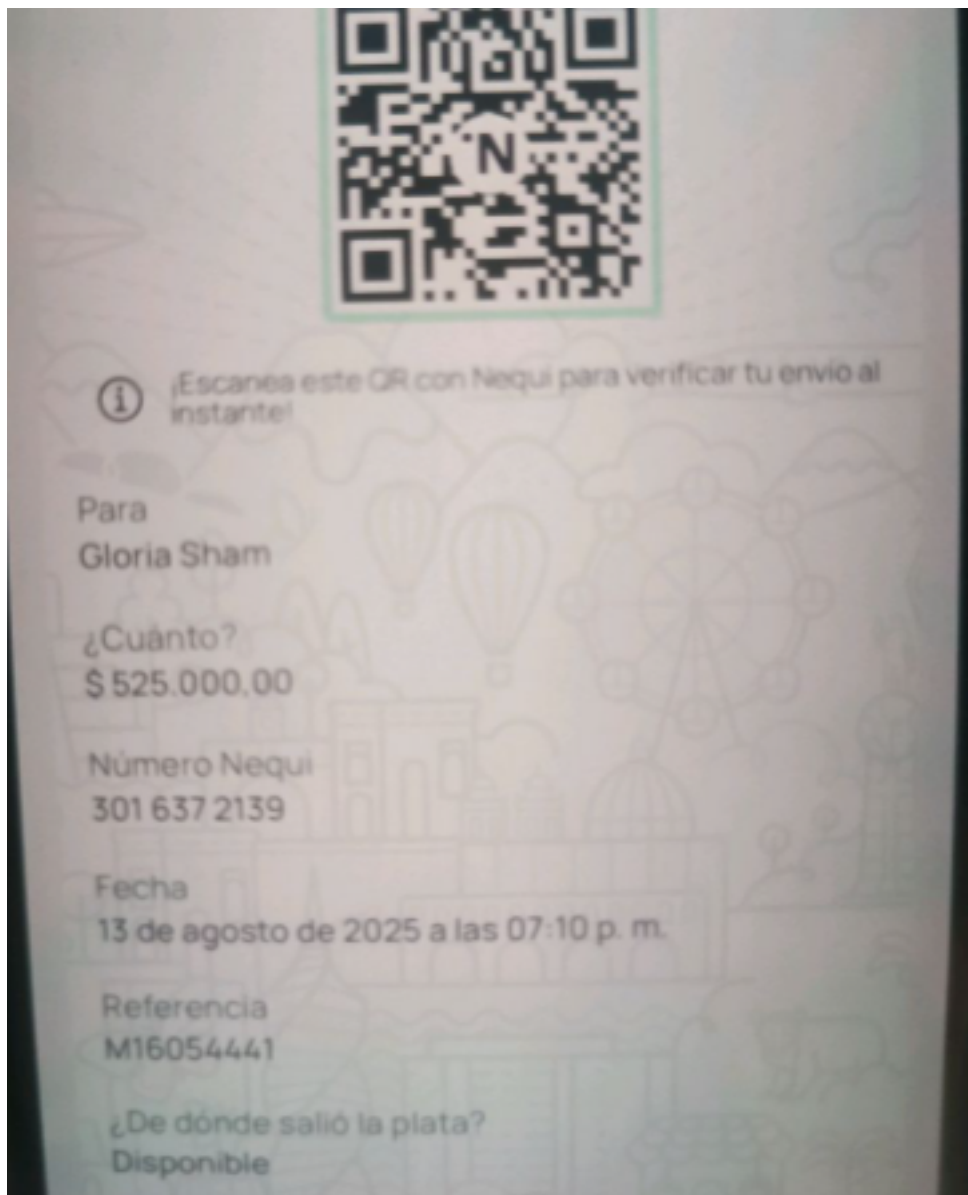 N
¡Escanea este QR con Nequi para verificar tu envío al
instante!
Para
Gloria Sham
¿Cuánto?
$ 525.000,00
Número Nequi
301 637 2139
Fecha
13 de agosto de 2025 a las 07:10 p. m.
Referencia
M16054441
¿De dónde salió la plata?
Disponible